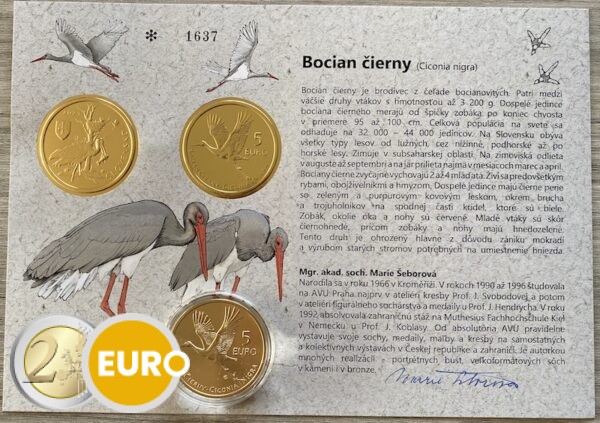 * 1637
Bocian čierny (Ciconia nigra)
Bocian čierny je brodivec z čeľade bocianovitých. Patrí medzi
väčšie druhy vtákov s hmotnosťou až 3 200 g. Dospelé jedince
bociana čierneho merajú od špičky zobáka po koniec chvosta
v priemere 95 až 100 cm. Celková populácia na svete sa
odhaduje na 32 000 – 44 000 jedincov. Na Slovensku obýva
všetky typy lesov od lužných, cez nížinné, podhorské až po
horské lesy. Zimuje v subsaharskej oblasti. Na zimoviská odlieta
v auguste až septembri a na jar prilieta najmä v mesiacoch marec a apríl.
Bociany čierne zvyčajne vychovajú 2 až 4 mláďatá. Živí sa predovšetkým
rybami, obojživelníkmi a hmyzom. Dospelé jedince majú čierne perie
so zeleným a purpurovým kovovým leskom, okrem brucha
a trojuholníkov na spodnej časti krídel, ktoré sú biele.
Zobák, okolie oka a nohy sú červené. Mladé vtáky sú skôr
čiernohnedé, pričom zobáky a nohy majú hnedozelené.
Tento druh je ohrozený hlavne z dôvodu zániku mokradí
a výrubom starých stromov potrebných na umiestnenie hniezda.
5
EURO
Mgr. akad. soch. Marie Šeborová
Narodila sa v roku 1966 v Kroměříži. V rokoch 1990 až 1996 študovala
na AVU Praha najprv v ateliéri kresby Prof. J. Svobodovej, a potom
v ateliéri figurálneho sochárstva a medaily u Prof. J. Hendrycha. V roku
1992 absolvovala zahraničnú stáž na Muthesius Fachhochschule Kiel
v Nemecku u Prof. J. Koblasy. Od absolutória AVU pravidelne
vystavuje svoje sochy, medaily, maľby a kresby na samostatných
a kolektívnych výstavách v Českej republike a zahraničí. Je autorkou
mnohých realizácií – portrétnych búst, veľkoformátových sôch
v kameni i v bronze.
5
EURO
ČIERNY-CICONIA NIGRA
2
EURO